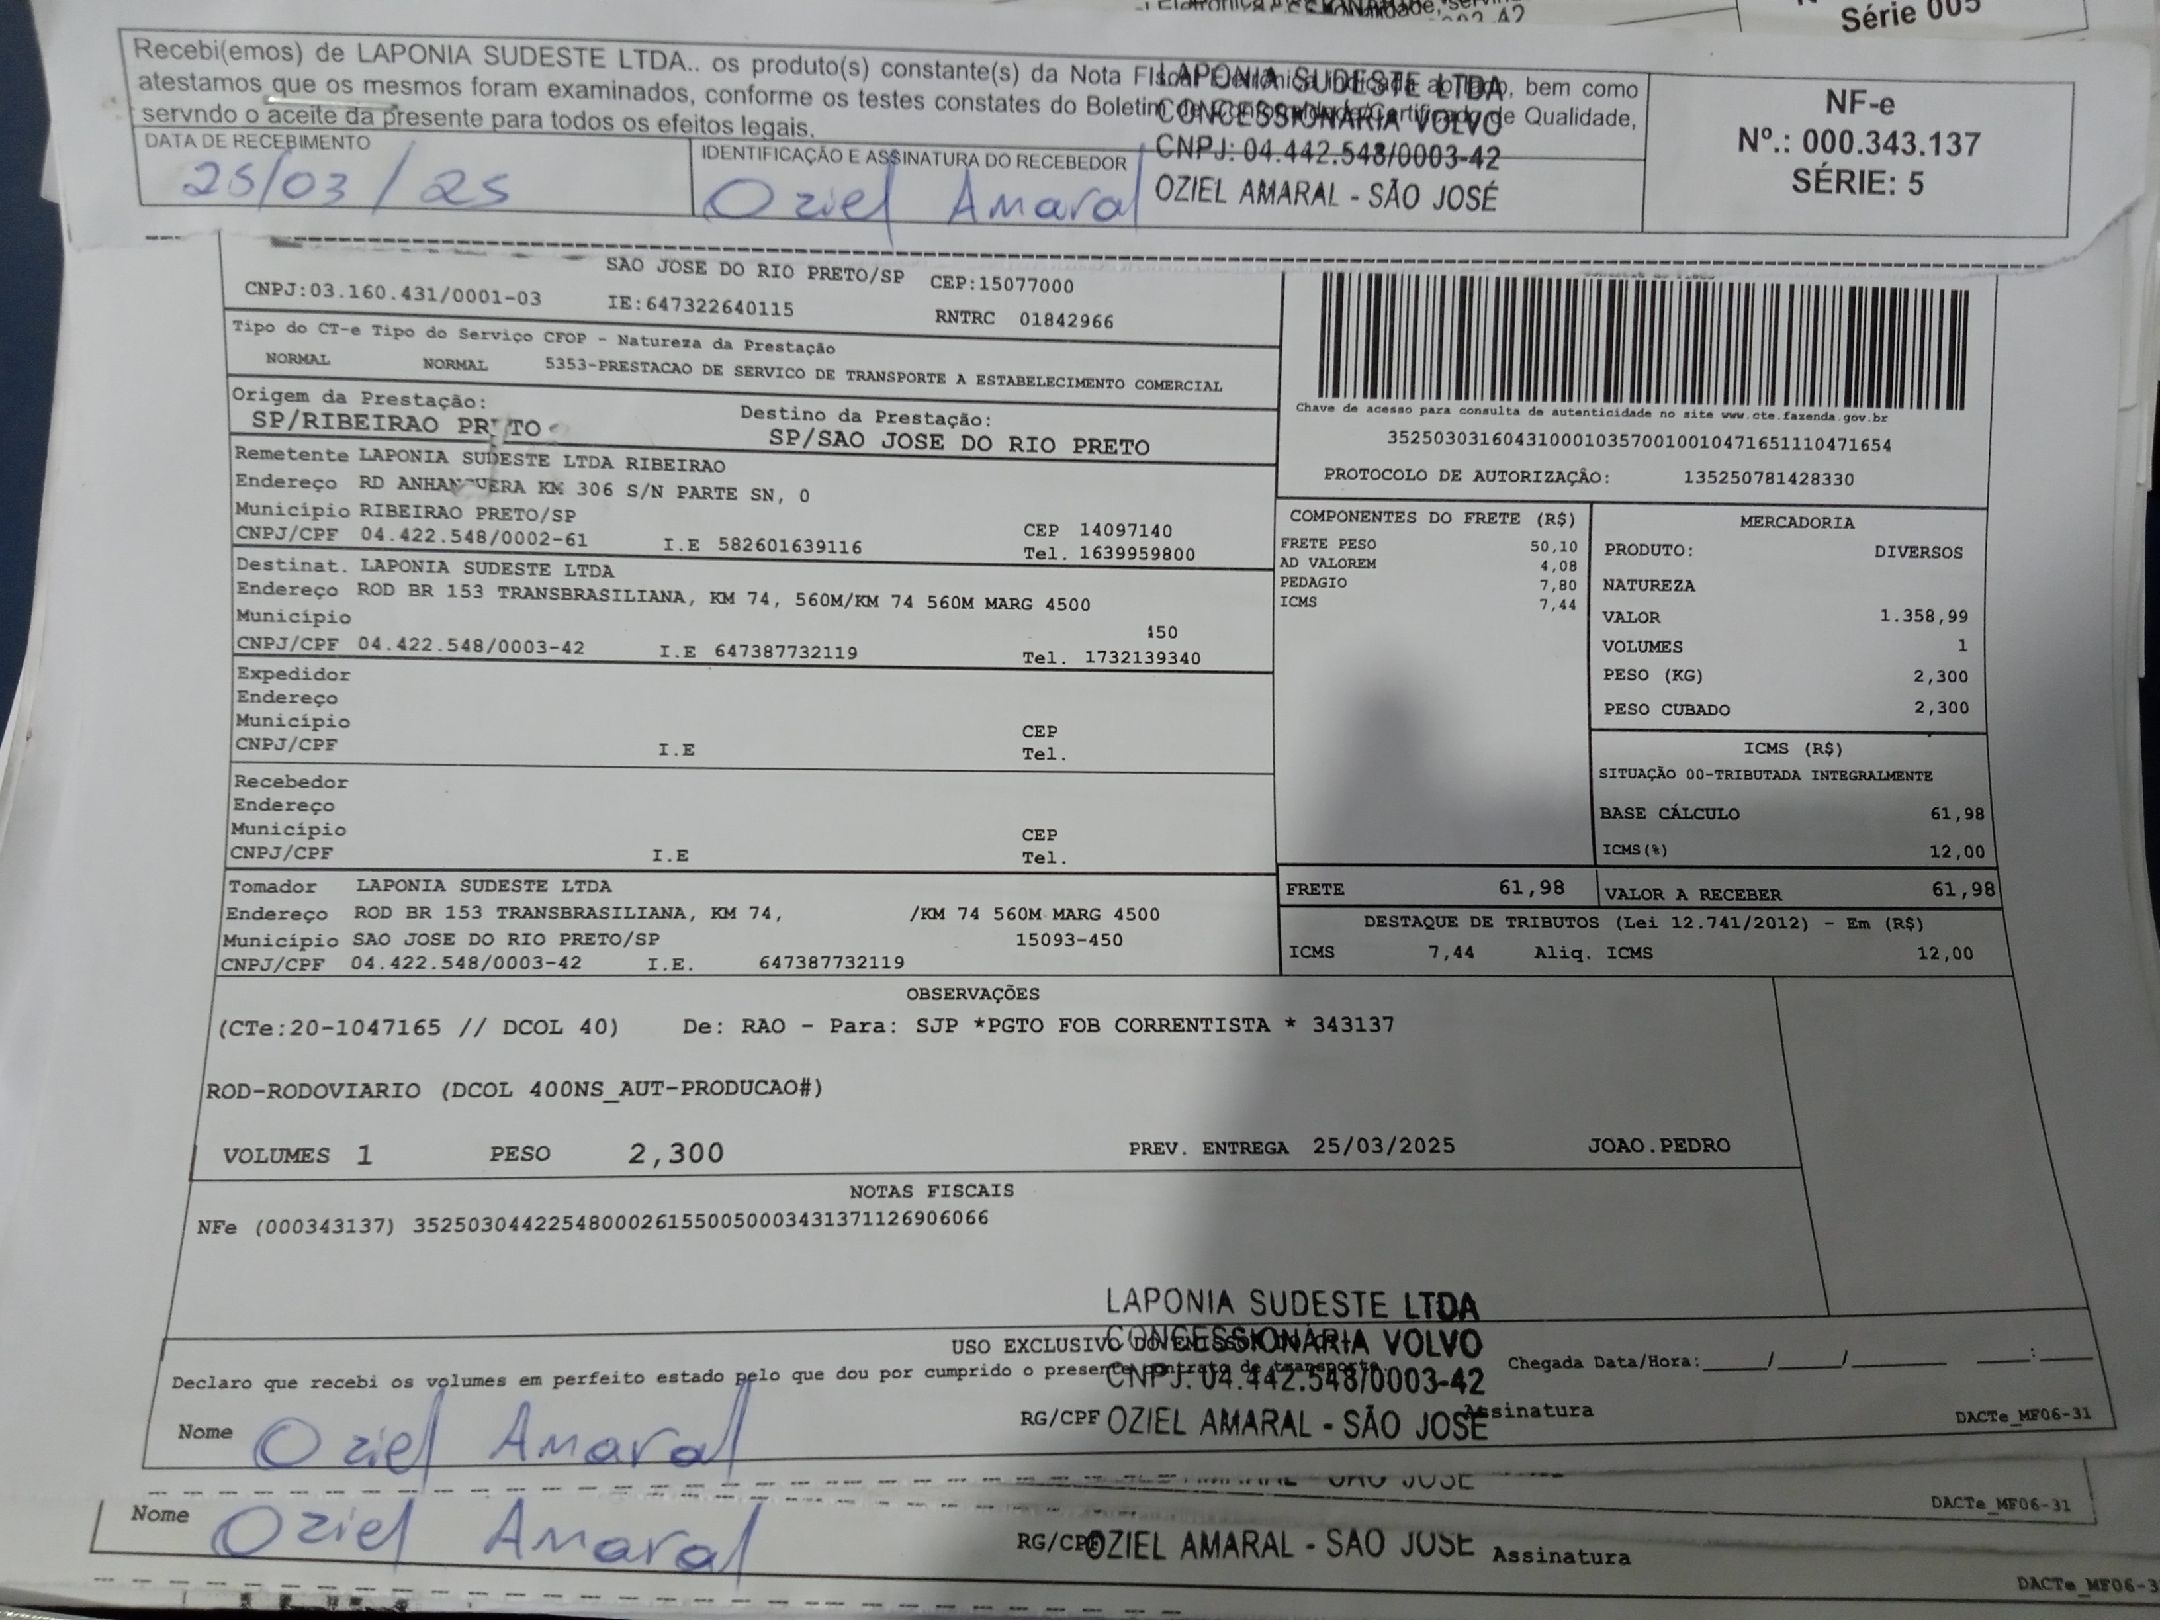 Série 005
Recebi(emos) de LAPONIA SUDESTE LTDA.. os produto(s) constante(s) da Nota Fiscal bem como
atestamos que os mesmos foram examinados, conforme os testes constates do Boletim de Qualidade,
servndo o aceite da presente para todos os efeitos legais.
LAPONIA SUDESTE LTDA
CONCESSIONÁRIA VOLVO
CNPJ: 04.442.548/0003-42
OZIEL AMARAL - SÃO JOSÉ
DATA DE RECEBIMENTO
25/03/25
IDENTIFICAÇÃO E ASSINATURA DO RECEBEDOR
Oziel Amaral
NF-e
Nº.: 000.343.137
SÉRIE: 5
SAO JOSE DO RIO PRETO/SP CEP:15077000
CNPJ:03.160.431/0001-03 IE:647322640115 RNTRC 01842966
Tipo do CT-e Tipo do Serviço CFOP - Natureza da Prestação
NORMAL NORMAL 5353-PRESTACAO DE SERVICO DE TRANSPORTE A ESTABELECIMENTO COMERCIAL
Origem da Prestação: Destino da Prestação:
SP/RIBEIRAO PR TO SP/SAO JOSE DO RIO PRETO
Chave de acesso para consulta de autenticidade no site www.cte.fazenda.gov.br
35250303160431000103570010010471651110471654
PROTOCOLO DE AUTORIZAÇÃO: 135250781428330
Remetente LAPONIA SUDESTE LTDA RIBEIRAO
Endereço RD ANHANGUERA KM 306 S/N PARTE SN, 0
Município RIBEIRAO PRETO/SP CEP 14097140
CNPJ/CPF 04.422.548/0002-61 I.E 582601639116 Tel. 1639959800
Destinat. LAPONIA SUDESTE LTDA
Endereço ROD BR 153 TRANSBRASILIANA, KM 74, 560M/KM 74 560M MARG 4500
Município 450
CNPJ/CPF 04.422.548/0003-42 I.E 647387732119 Tel. 1732139340
Expedidor
Endereço
Município CEP
CNPJ/CPF I.E Tel.
Recebedor
Endereço
Município CEP
CNPJ/CPF I.E Tel.
Tomador LAPONIA SUDESTE LTDA
Endereço ROD BR 153 TRANSBRASILIANA, KM 74, /KM 74 560M MARG 4500
Município SAO JOSE DO RIO PRETO/SP 15093-450
CNPJ/CPF 04.422.548/0003-42 I.E. 647387732119
COMPONENTES DO FRETE (R$)
FRETE PESO 50,10
AD VALOREM 4,08
PEDAGIO 7,80
ICMS 7,44
MERCADORIA
PRODUTO: DIVERSOS
NATUREZA
VALOR 1.358,99
VOLUMES 1
PESO (KG) 2,300
PESO CUBADO 2,300
ICMS (R$)
SITUAÇÃO 00-TRIBUTADA INTEGRALMENTE
BASE CÁLCULO 61,98
ICMS(%) 12,00
FRETE 61,98 VALOR A RECEBER 61,98
DESTAQUE DE TRIBUTOS (Lei 12.741/2012) - Em (R$)
ICMS 7,44 Aliq. ICMS 12,00
OBSERVAÇÕES
(CTe:20-1047165 // DCOL 40) De: RAO - Para: SJP *PGTO FOB CORRENTISTA * 343137
ROD-RODOVIARIO (DCOL 400NS_AUT-PRODUCAO#)
VOLUMES 1 PESO 2,300 PREV. ENTREGA 25/03/2025 JOAO.PEDRO
NOTAS FISCAIS
NFe (000343137) 35250304422548000261550050003431371126906066
LAPONIA SUDESTE LTDA
CONCESSIONÁRIA VOLVO
CNPJ: 04.442.548/0003-42
OZIEL AMARAL - SÃO JOSÉ
USO EXCLUSIVO DO
Declaro que recebi os volumes em perfeito estado pelo que dou por cumprido o presente contrato de transporte. Chegada Data/Hora:____/____/______ ___:___
Nome Oziel Amaral RG/CPF Assinatura
DACTe_MF06-31
DACTe_MF06-31
Nome Oziel Amaral RG/CPF OZIEL AMARAL - SAO JOSE Assinatura
DACTe_MF06-3